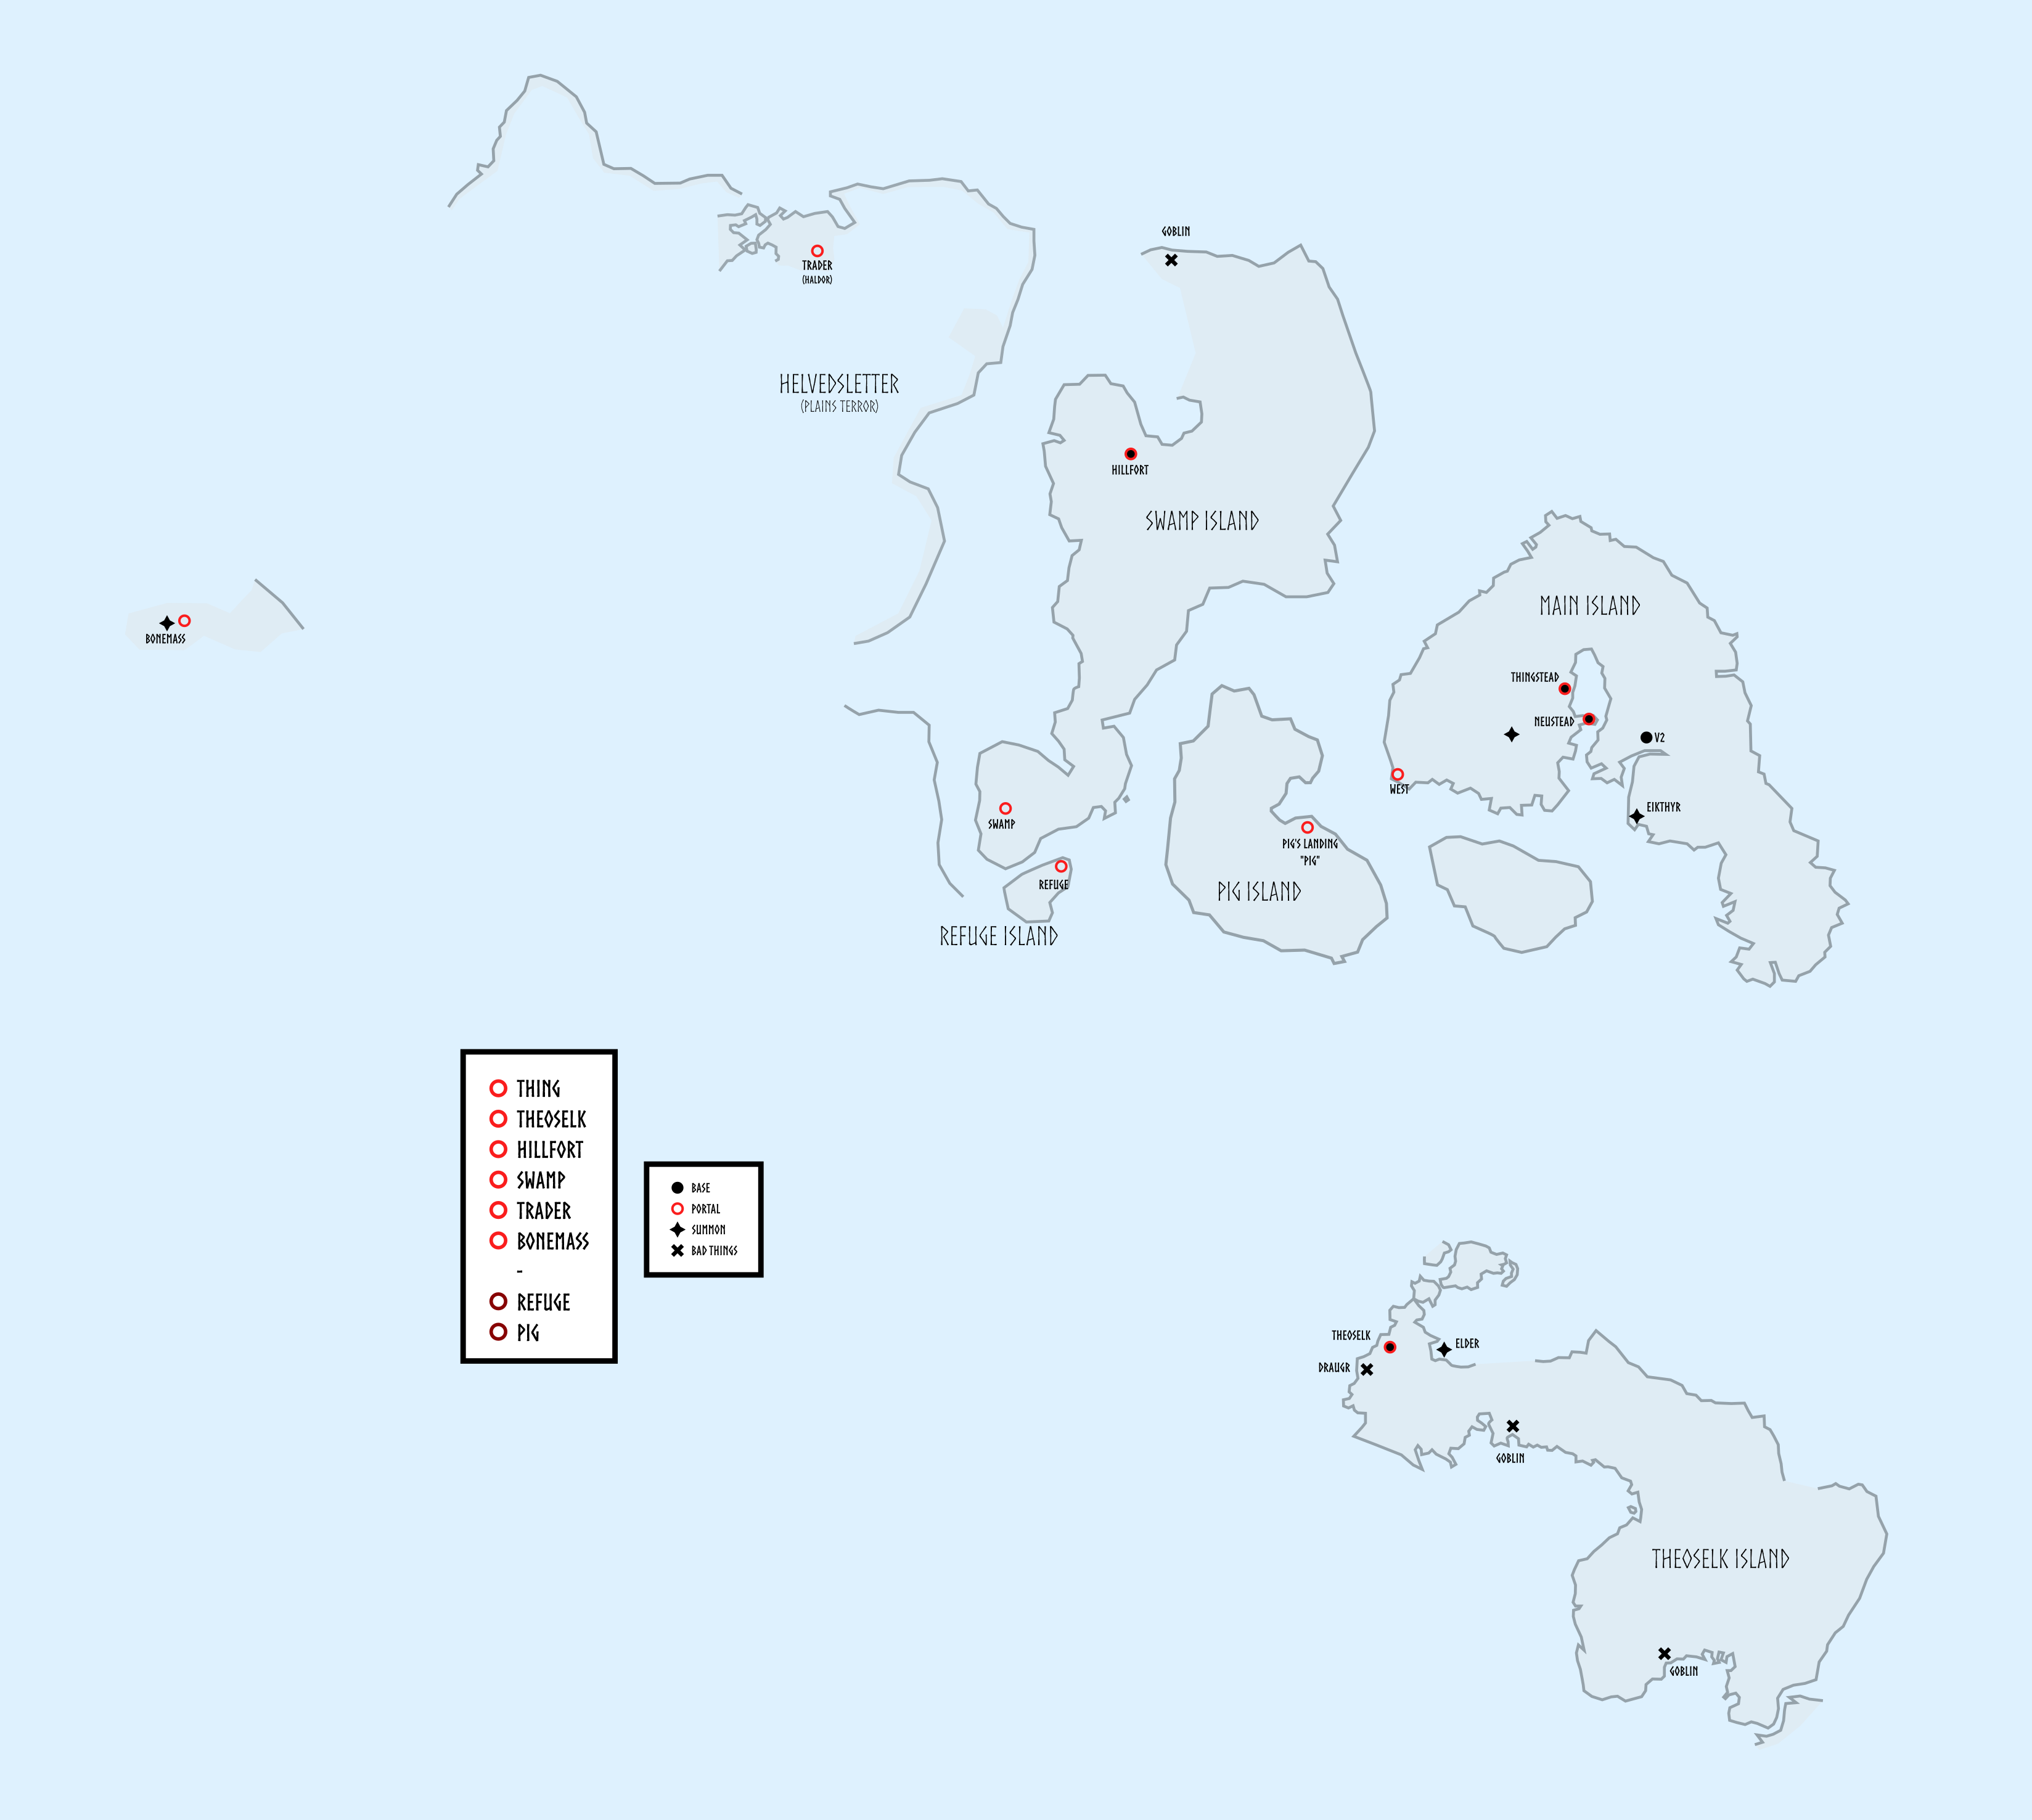 GOBLIN
TRADER
(HALDOR)
HELVEDSLETTER
(PLAINS TERROR)
HILLFORT
SWAMP ISLAND
MAIN ISLAND
BONEMASS
THINGSTEAD
NEUSTEAD
V2
WEST
EIKTHYR
SWAMP
PIG'S LANDING
"PIG"
REFUGE
PIG ISLAND
REFUGE ISLAND
THING
THEOSELK
HILLFORT
SWAMP
TRADER
BONEMASS
-
REFUGE
PIG
BASE
PORTAL
SUMMON
BAD THINGS
THEOSELK
ELDER
DRAUGR
GOBLIN
THEOSELK ISLAND
GOBLIN